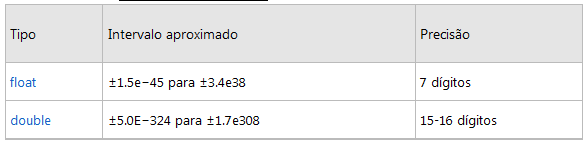 Tipo Intervalo aproximado Precisão
float ±1.5e−45 para ±3.4e38 7 dígitos
double ±5.0E−324 para ±1.7e308 15-16 dígitos